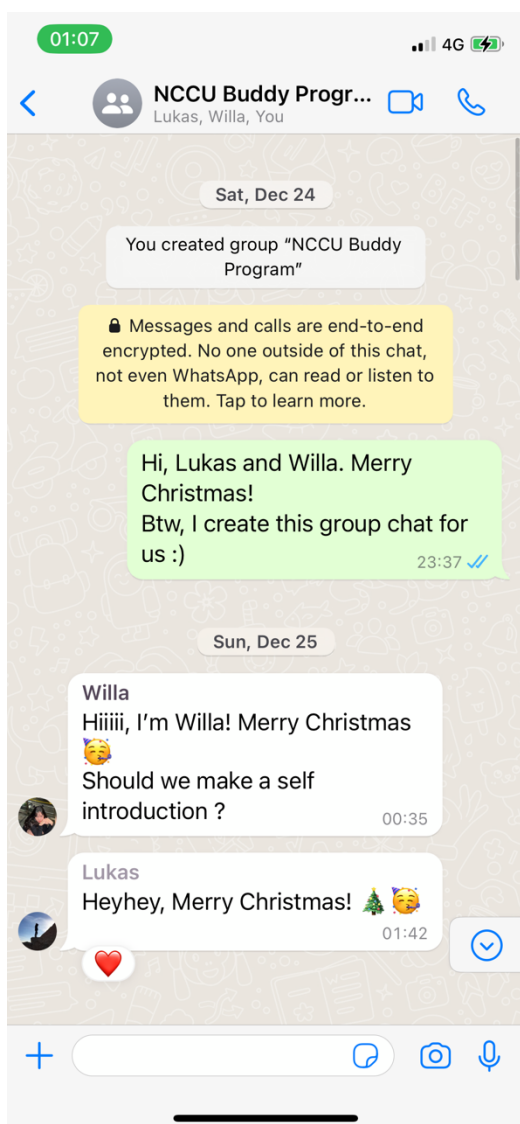 01:07
4G
NCCU Buddy Progr...
Lukas, Willa, You
Sat, Dec 24
You created group “NCCU Buddy
Program”
Messages and calls are end-to-end
encrypted. No one outside of this chat,
not even WhatsApp, can read or listen to
them. Tap to learn more.
Hi, Lukas and Willa. Merry
Christmas!
Btw, I create this group chat for
us :)
23:37
Sun, Dec 25
Willa
Hiiiii, I’m Willa! Merry Christmas
🥳
Should we make a self
introduction ?
00:35
Lukas
Heyhey, Merry Christmas! 🎄🥳
01:42
❤️